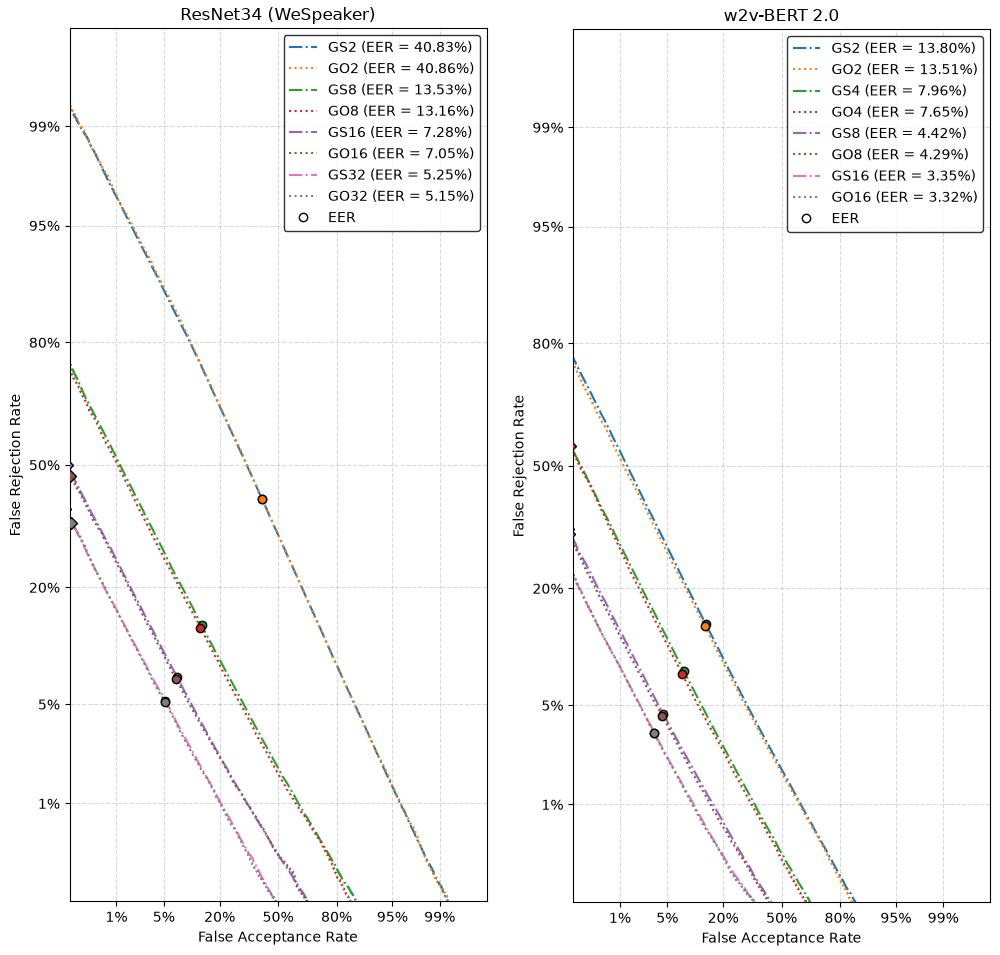 ResNet34 (WeSpeaker)
GS2 (EER = 40.83%)
GO2 (EER = 40.86%)
GS8 (EER = 13.53%)
GO8 (EER = 13.16%)
GS16 (EER = 7.28%)
GO16 (EER = 7.05%)
GS32 (EER = 5.25%)
GO32 (EER = 5.15%)
EER
99%
95%
80%
50%
20%
5%
1%
False Rejection Rate
1% 5% 20% 50% 80% 95% 99%
False Acceptance Rate
w2v-BERT 2.0
GS2 (EER = 13.80%)
GO2 (EER = 13.51%)
GS4 (EER = 7.96%)
GO4 (EER = 7.65%)
GS8 (EER = 4.42%)
GO8 (EER = 4.29%)
GS16 (EER = 3.35%)
GO16 (EER = 3.32%)
EER
99%
95%
80%
50%
20%
5%
1%
False Rejection Rate
1% 5% 20% 50% 80% 95% 99%
False Acceptance Rate